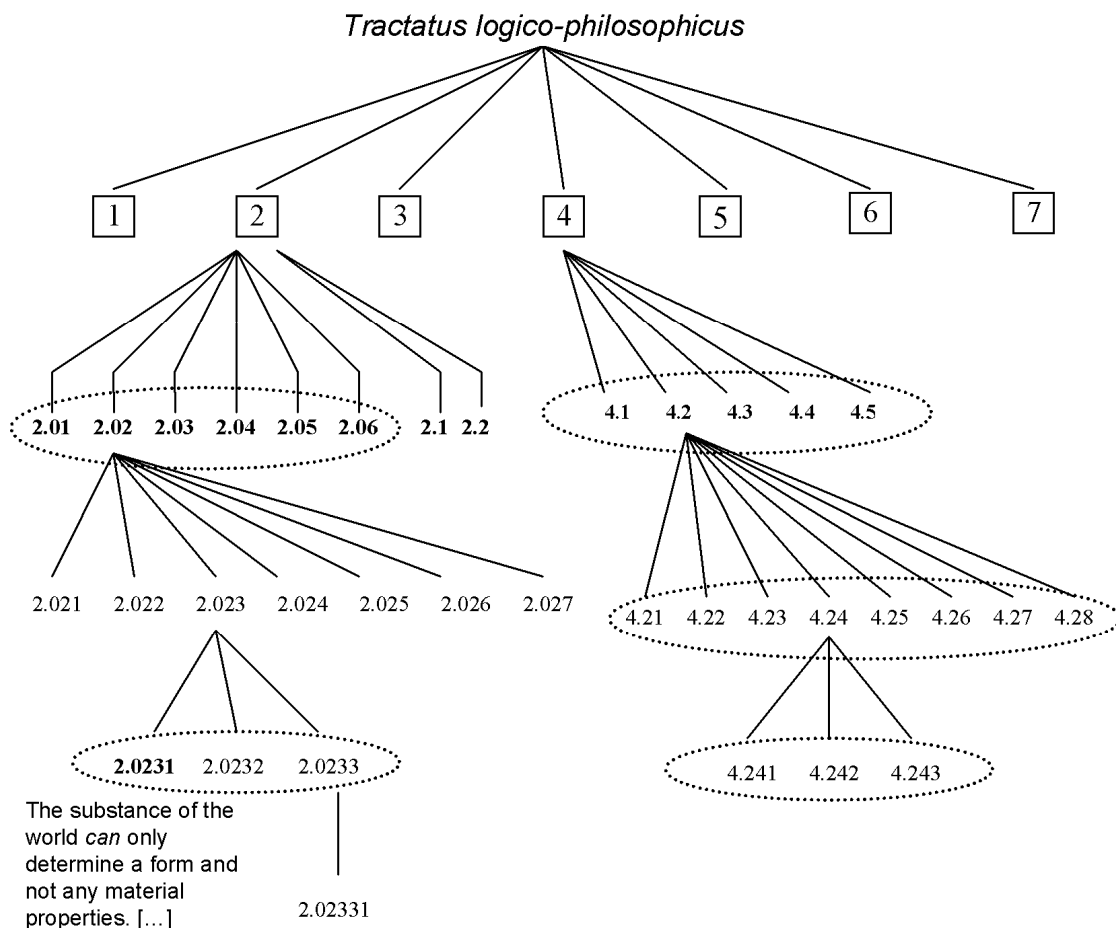 Tractatus logico-philosophicus
1 2 3 4 5 6 7
2.01 2.02 2.03 2.04 2.05 2.06 2.1 2.2
4.1 4.2 4.3 4.4 4.5
2.021 2.022 2.023 2.024 2.025 2.026 2.027
4.21 4.22 4.23 4.24 4.25 4.26 4.27 4.28
2.0231 2.0232 2.0233
4.241 4.242 4.243
The substance of the
world can only
determine a form and
not any material
properties. [...]
2.02331